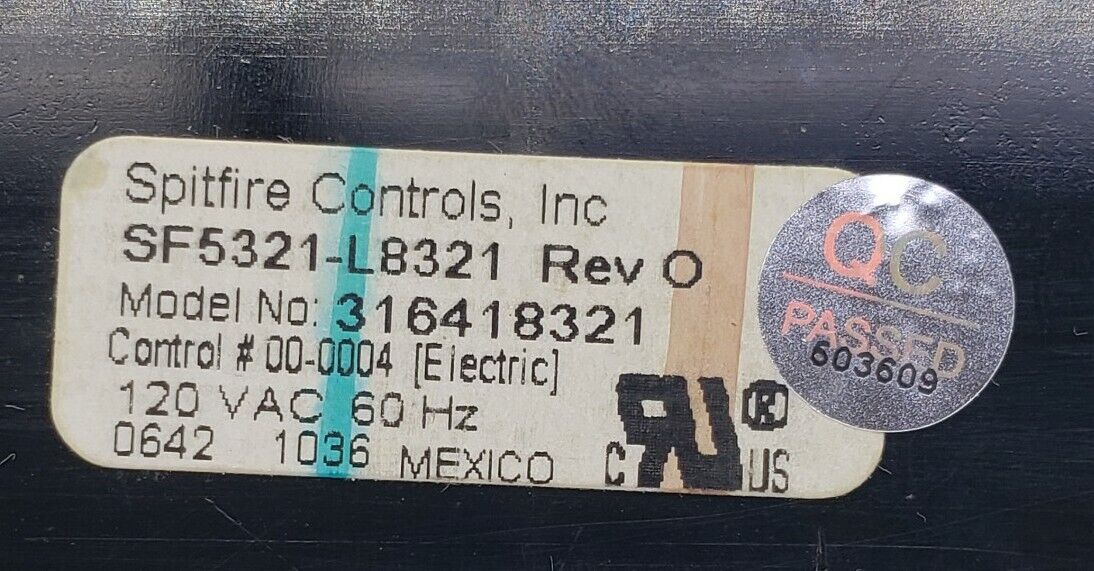 Spitfire Controls, Inc
SF5321-L8321 Rev O
Model No: 316418321
Control # 00-0004 [Electric]
120 VAC 60 Hz
0642 1036 MEXICO
C RU ® US
QC
PASSED
603609